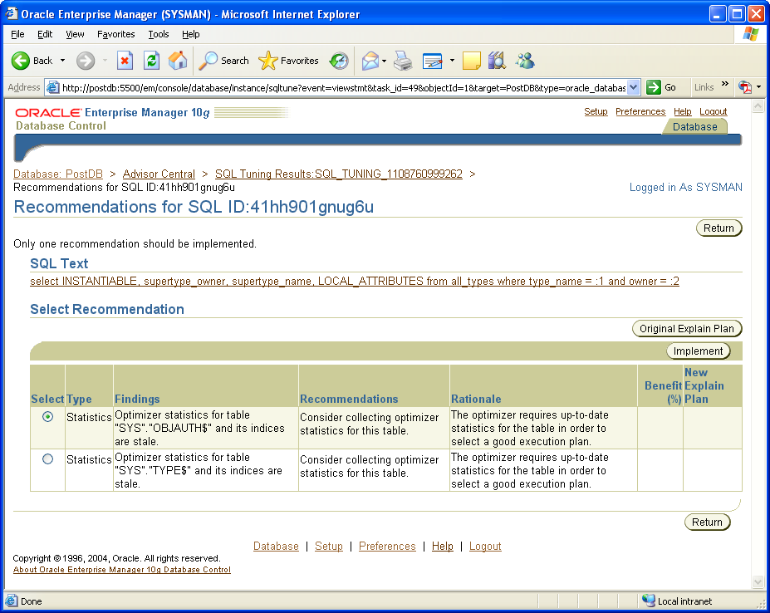 Oracle Enterprise Manager (SYSMAN) - Microsoft Internet Explorer
File Edit View Favorites Tools Help
Back Search Favorites
Address http://postdb:5500/em/console/database/instance/sqltune?event=viewstmt&task_id=49&objectId=1&target=PostDB&type=oracle_databas Go Links »
ORACLE Enterprise Manager 10g
Database Control
Setup Preferences Help Logout
Database
Database: PostDB > Advisor Central > SQL Tuning Results:SQL_TUNING_1108760999262 >
Recommendations for SQL ID:41hh901gnug6u
Logged in As SYSMAN
Recommendations for SQL ID:41hh901gnug6u
Return
Only one recommendation should be implemented.
SQL Text
select INSTANTIABLE, supertype_owner, supertype_name, LOCAL_ATTRIBUTES from all_types where type_name = :1 and owner = :2
Select Recommendation
Original Explain Plan
Implement
Select Type Findings Recommendations Rationale Benefit (%) New Explain Plan
Statistics
Optimizer statistics for table
"SYS"."OBJAUTH$" and its indices
are stale.
Consider collecting optimizer
statistics for this table.
The optimizer requires up-to-date
statistics for the table in order to
select a good execution plan.
Statistics
Optimizer statistics for table
"SYS"."TYPE$" and its indices are
stale.
Consider collecting optimizer
statistics for this table.
The optimizer requires up-to-date
statistics for the table in order to
select a good execution plan.
Return
Database | Setup | Preferences | Help | Logout
Copyright © 1996, 2004, Oracle. All rights reserved.
About Oracle Enterprise Manager 10g Database Control
Done
Local intranet